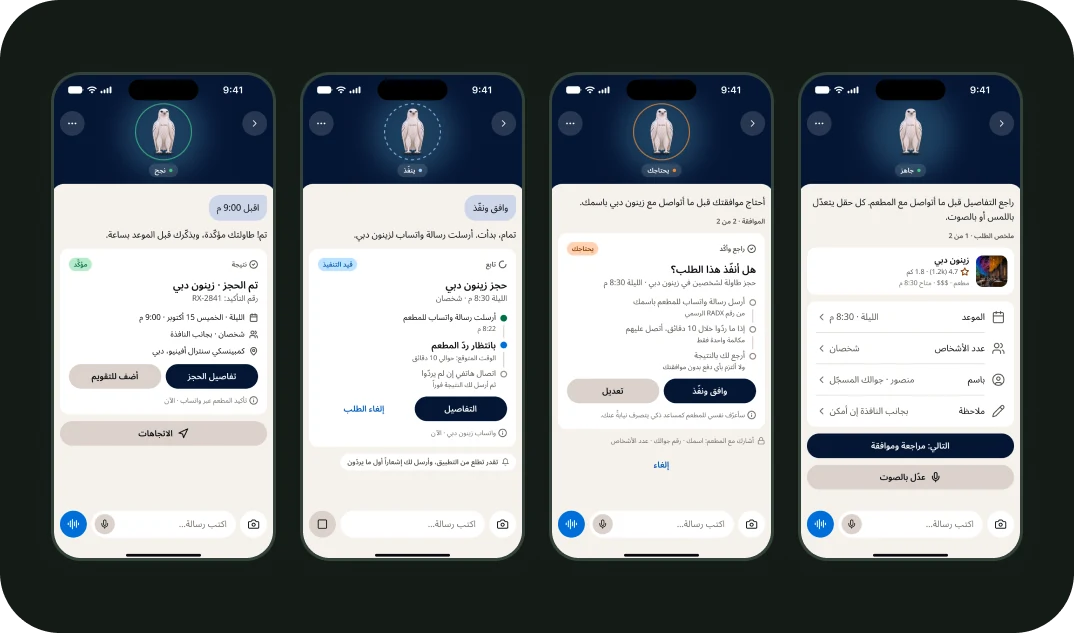 9:41
جاهز
راجع التفاصيل قبل ما أتواصل مع المطعم. كل حقل يتعدّل
باللمس أو بالصوت.
ملخص الطلب · 1 من 2
زيتون دبي
4.7 (1.2k) · 1.8 كم
مطعم · $$$ · متاح 8:30 م
الموعد
الليلة · 8:30 م
عدد الأشخاص
شخصان
باسم
منصور · جوالك المسجّل
ملاحظة
بجانب النافذة إن أمكن
التالي: مراجعة وموافقة
عدّل بالصوت
اكتب رسالة...
9:41
يحتاجك
أحتاج موافقتك قبل ما أتواصل مع زيتون دبي باسمك.
الموافقة · 2 من 2
راجع وأكّد
يحتاجك
هل أنفّذ هذا الطلب؟
حجز طاولة لشخصين في زيتون دبي · الليلة 8:30 م
أرسل رسالة واتساب للمطعم باسمك
من رقم RADX الرسمي
إذا ما ردّوا خلال 10 دقائق، أتصل عليهم
مكالمة واحدة فقط
أرجع لك بالنتيجة
ولا ألتزم بأي دفع بدون موافقتك
وافق ونفّذ
تعديل
سأعرّف نفسي للمطعم كمساعد ذكي يتصرف نيابةً عنك.
أشارك مع المطعم: اسمك · رقم جوالك · عدد الأشخاص
إلغاء
اكتب رسالة...
9:41
ينفّذ
وافق ونفّذ
تمام، بدأت. أرسلت رسالة واتساب لزيتون دبي.
تابع
قيد التنفيذ
حجز زيتون دبي
الليلة 8:30 م · شخصان
أرسلت رسالة واتساب للمطعم
8:22 م
بانتظار ردّ المطعم
الوقت المتوقع: حوالي 10 دقائق
اتصال هاتفي إن لم يردّوا
ثم أرسل لك النتيجة فوراً
التفاصيل
إلغاء الطلب
واتساب زيتون دبي · الآن
تقدر تطلع من التطبيق، وأرسل لك إشعاراً أول ما يردّون
اكتب رسالة...
9:41
نجح
اقبل 9:00 م
تم! طاولتك مؤكّدة، وبذكّرك قبل الموعد بساعة.
نتيجة
مؤكّد
تم الحجز · زيتون دبي
رقم التأكيد: RX-2841
الليلة · الخميس 15 أكتوبر · 9:00 م
شخصان · بجانب النافذة
كمبينسكي سنترال أفينيو، دبي
تفاصيل الحجز
أضف للتقويم
تأكيد المطعم عبر واتساب · الآن
الاتجاهات
اكتب رسالة...